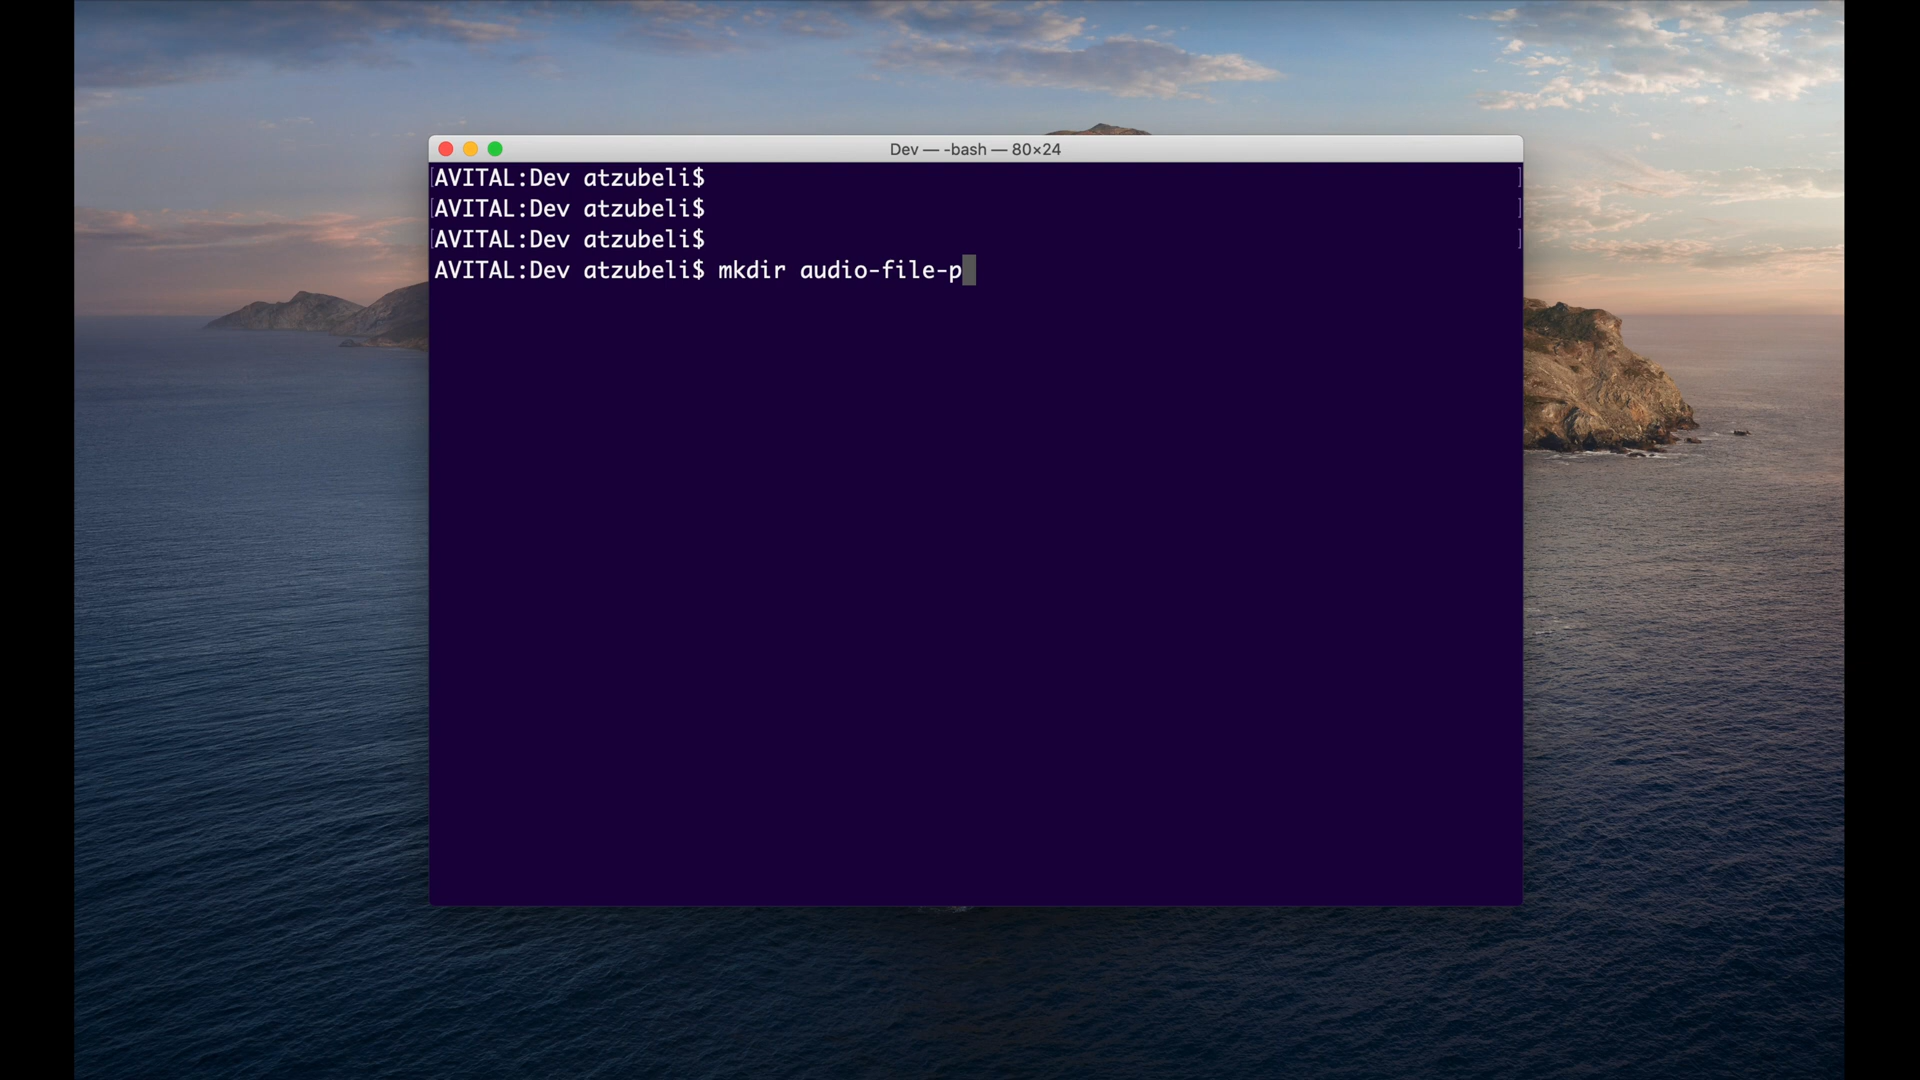 Dev — -bash — 80×24
[AVITAL:Dev atzubeli$ ]
[AVITAL:Dev atzubeli$ ]
[AVITAL:Dev atzubeli$ ]
AVITAL:Dev atzubeli$ mkdir audio-file-p